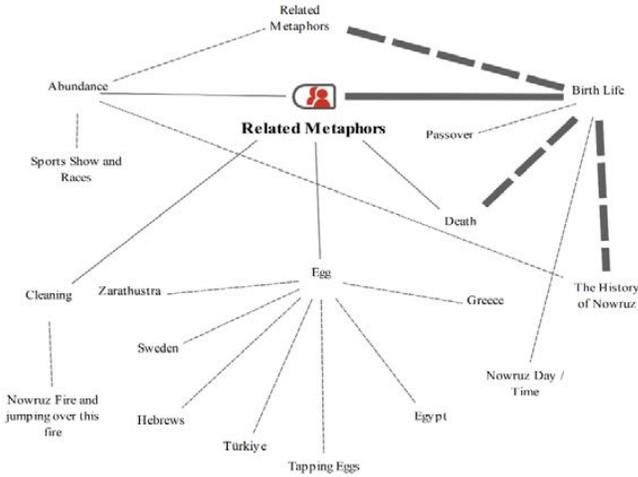 Related
Metaphors
Abundance
Birth Life
Related Metaphors
Passover
Sports Show and
Races
Death
Egg
Cleaning
Zarathustra
Greece
The History
of Nowruz
Sweden
Nowruz Day /
Time
Nowruz Fire and
jumping over this
fire
Hebrews
Egypt
Türkiye
Tapping Eggs